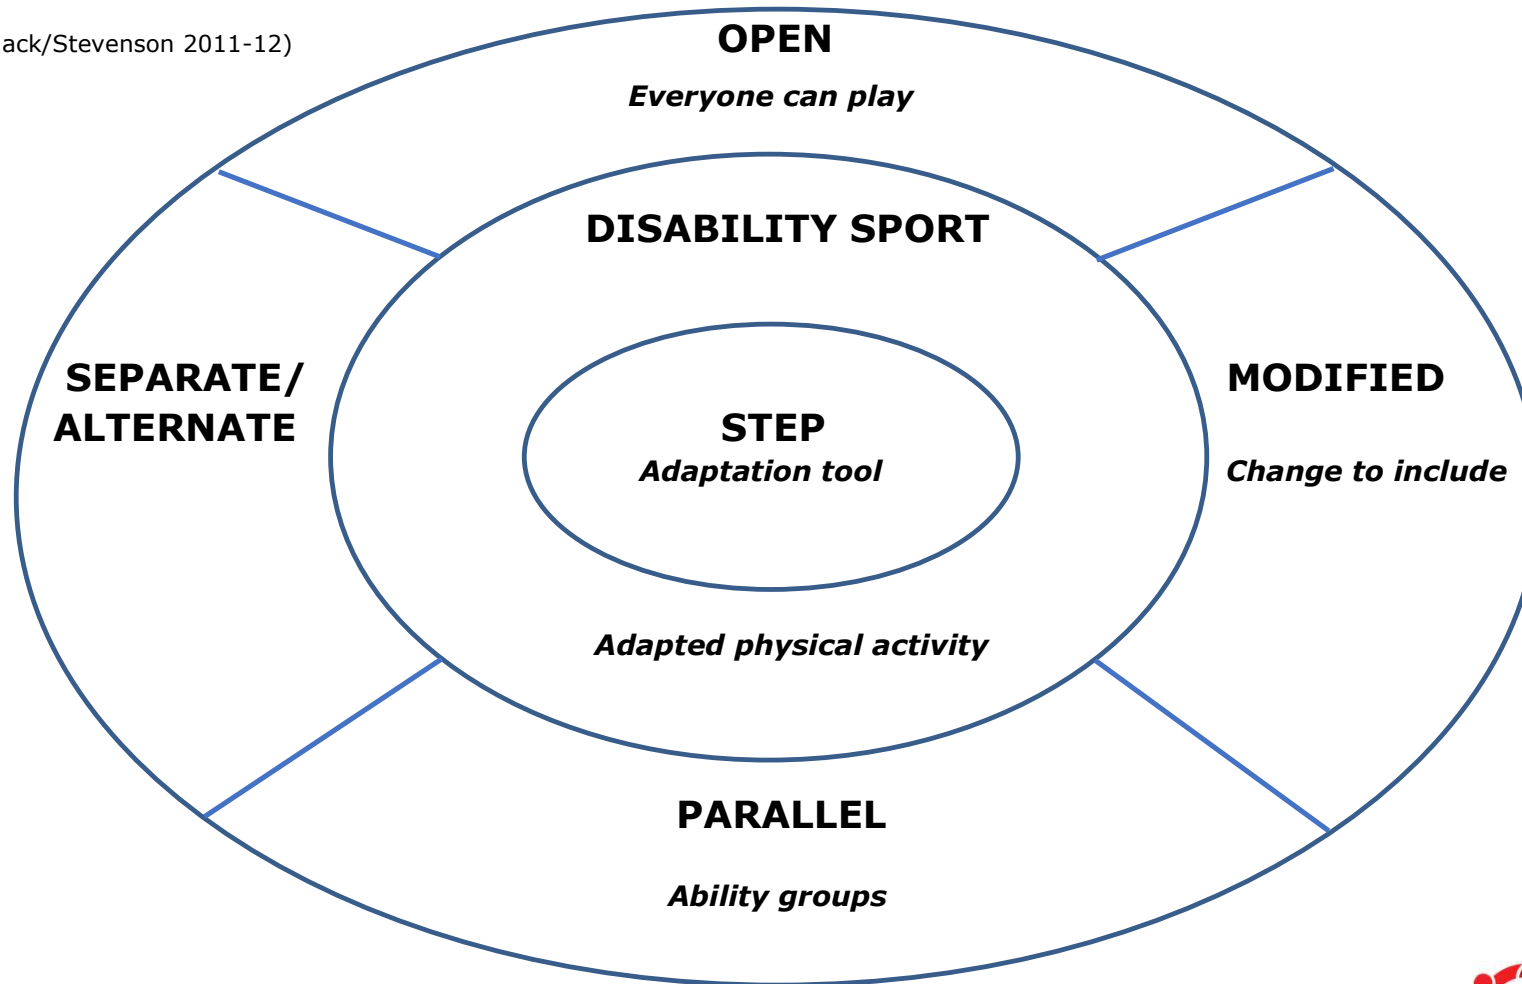 ack/Stevenson 2011-12)
OPEN
Everyone can play
DISABILITY SPORT
SEPARATE/
ALTERNATE
STEP
Adaptation tool
MODIFIED
Change to include
Adapted physical activity
PARALLEL
Ability groups